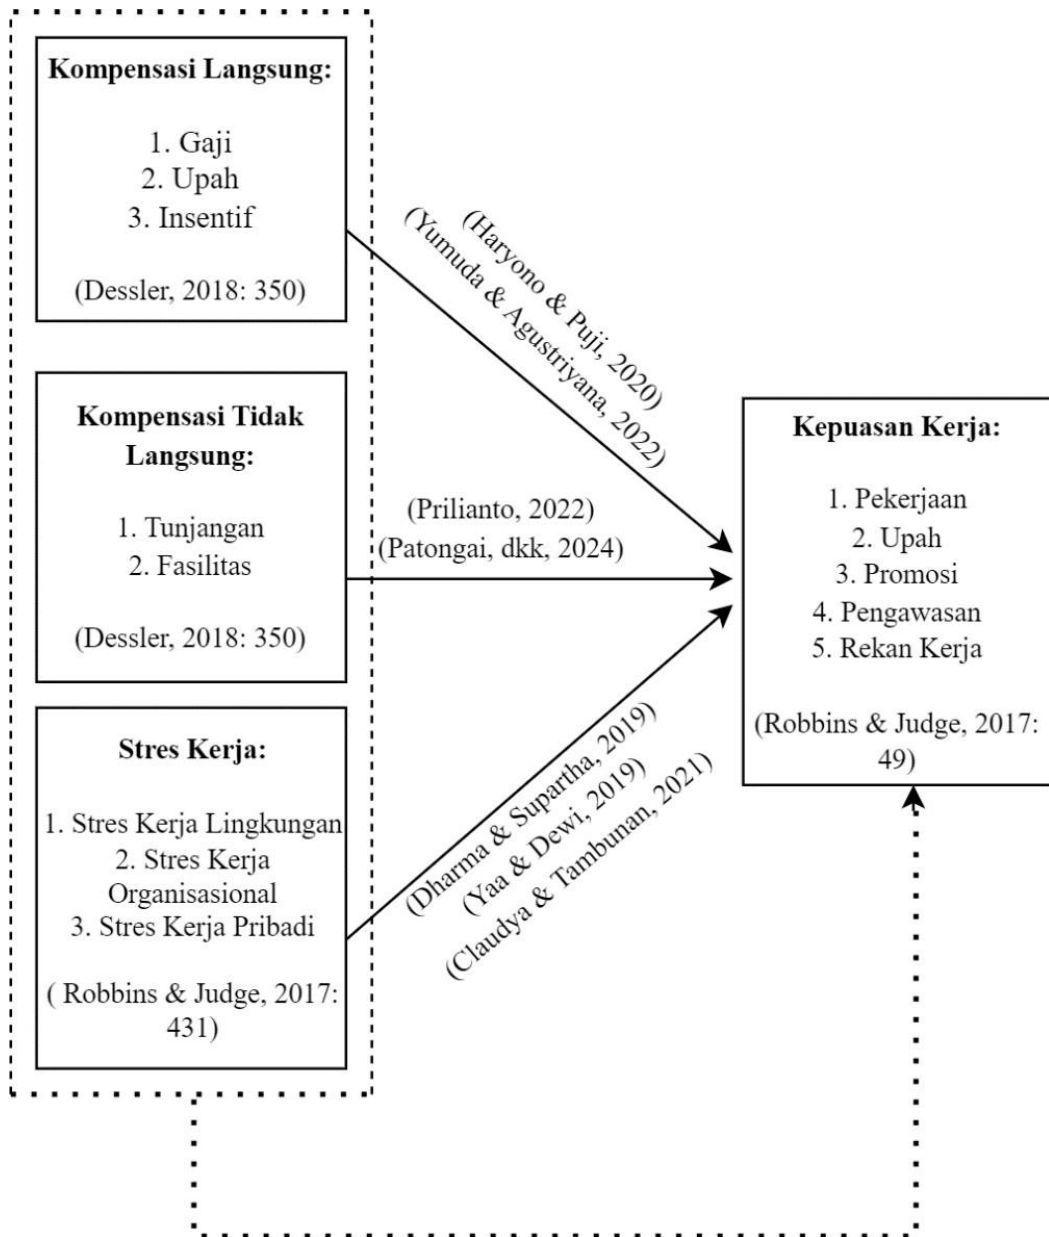 Kompensasi Langsung:
1. Gaji
2. Upah
3. Insentif
(Dessler, 2018: 350)
Kompensasi Tidak
Langsung:
1. Tunjangan
2. Fasilitas
(Dessler, 2018: 350)
Stres Kerja:
1. Stres Kerja Lingkungan
2. Stres Kerja
Organisasional
3. Stres Kerja Pribadi
( Robbins & Judge, 2017:
431)
(Haryono & Puji, 2020)
(Yumuda & Agustriyana, 2022)
(Prilianto, 2022)
(Patongai, dkk, 2024)
(Dharma & Supartha, 2019)
(Yaa & Dewi, 2019)
(Claudya & Tambunan, 2021)
Kepuasan Kerja:
1. Pekerjaan
2. Upah
3. Promosi
4. Pengawasan
5. Rekan Kerja
(Robbins & Judge, 2017:
49)